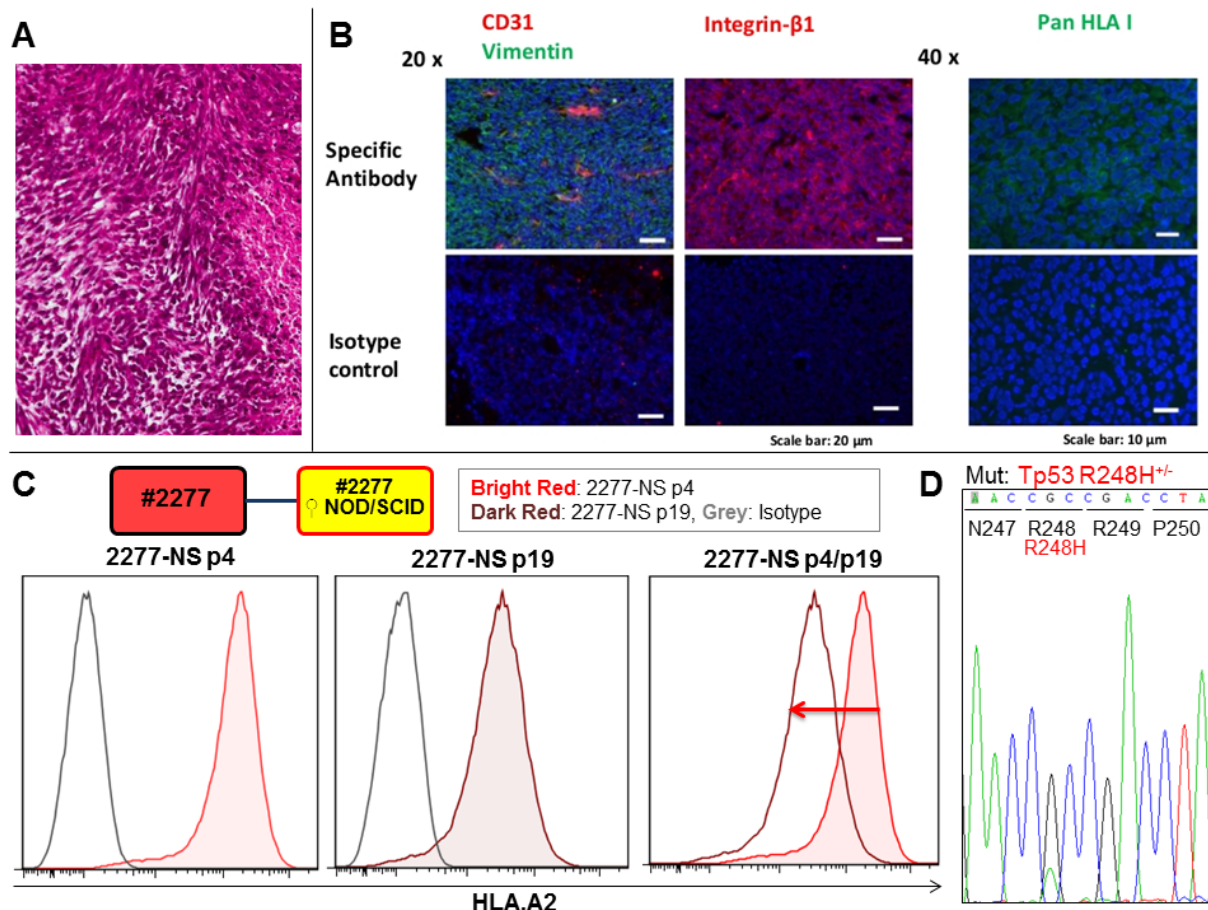 A
B
CD31
Vimentin
Integrin-β1
Pan HLA I
20 x
40 x
Specific
Antibody
Isotype
control
Scale bar: 20 µm
Scale bar: 10 µm
C
#2277
#2277
♀ NOD/SCID
Bright Red: 2277-NS p4
Dark Red: 2277-NS p19, Grey: Isotype
2277-NS p4
2277-NS p19
2277-NS p4/p19
HLA.A2
D
Mut: Tp53 R248H+/-
A A C C G C C G A C C T A
N247 R248 R249 P250
R248H